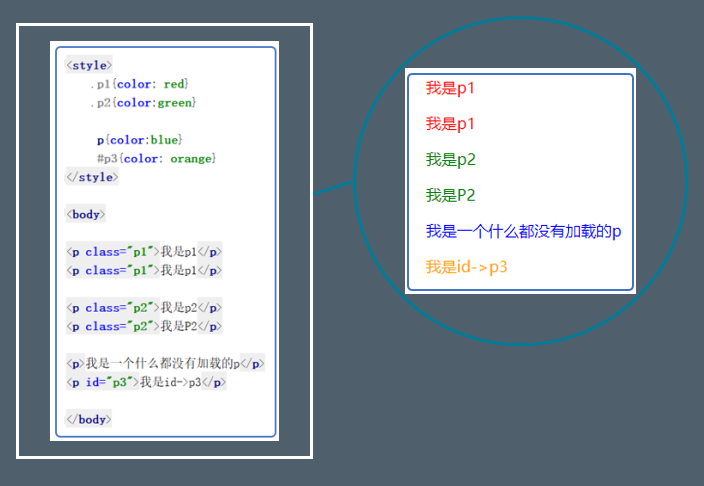 <style>
.p1{color: red}
.p2{color:green}
p{color:blue}
#p3{color: orange}
</style>
<body>
<p class="p1">我是p1</p>
<p class="p1">我是p1</p>
<p class="p2">我是p2</p>
<p class="p2">我是P2</p>
<p>我是一个什么都没有加载的p</p>
<p id="p3">我是id->p3</p>
</body>
我是p1
我是p1
我是p2
我是P2
我是一个什么都没有加载的p
我是id->p3